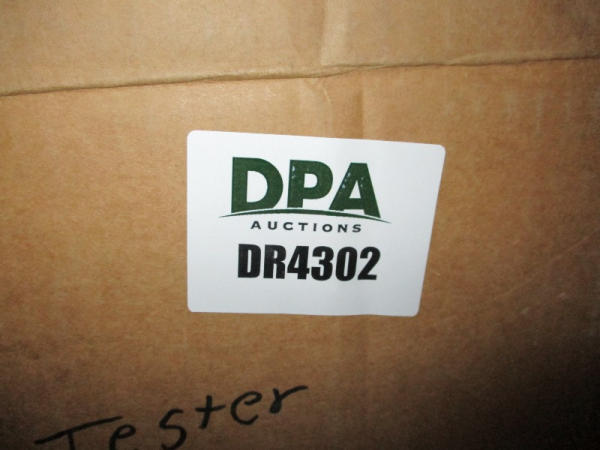 DPA
AUCTIONS
DR4302
Tester